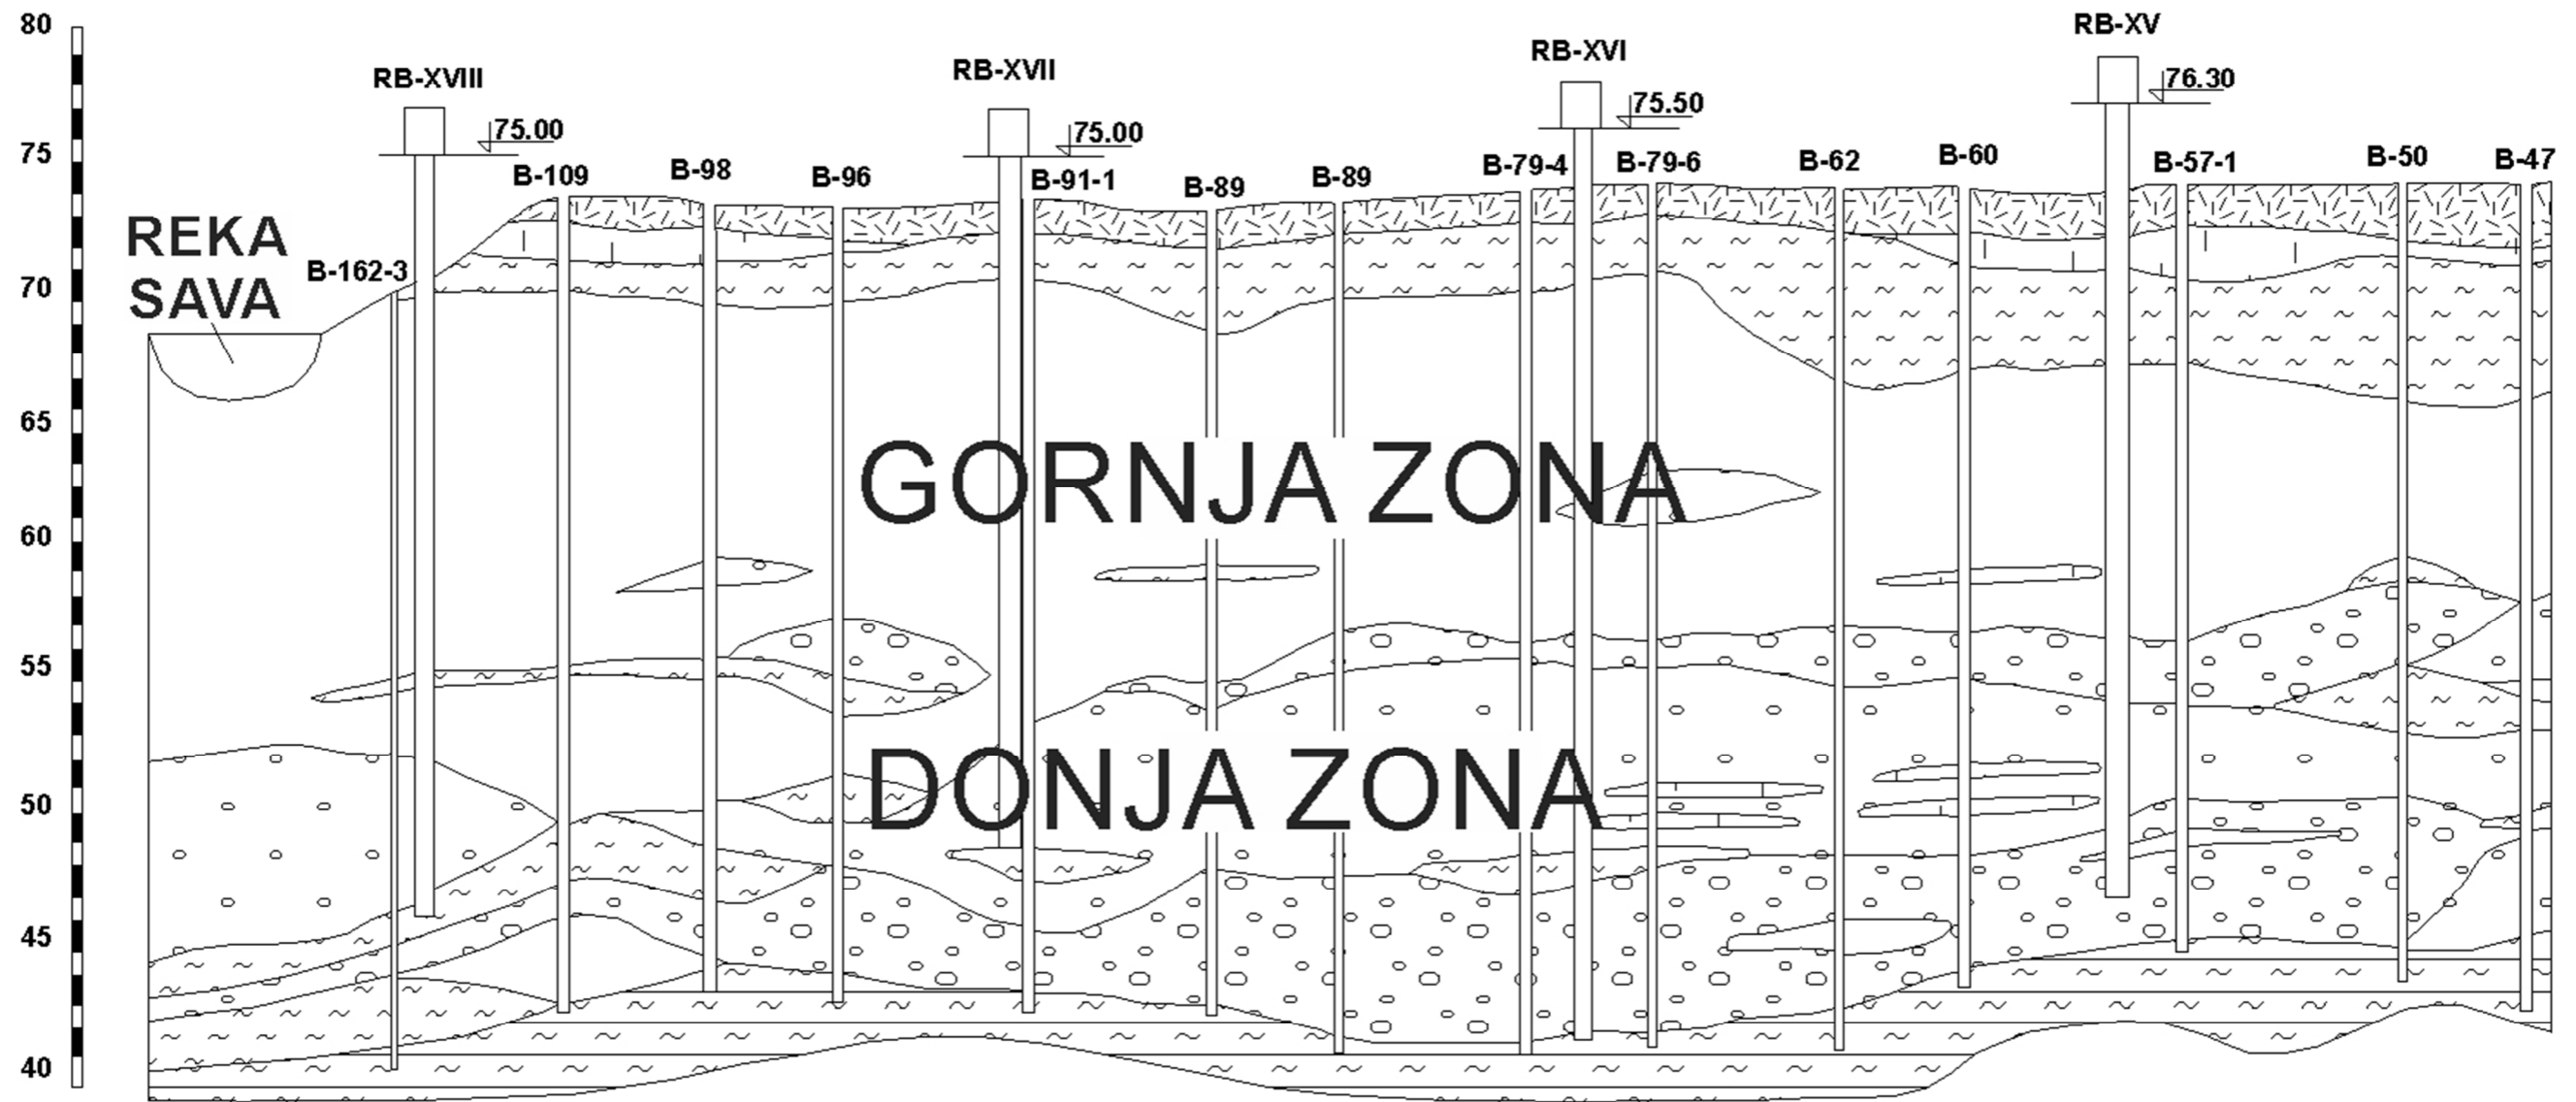 80
75
70
65
60
55
50
45
40
RB-XVIII
RB-XVII
RB-XVI
RB-XV
75.00
75.00
75.50
76.30
B-162-3
B-109
B-98
B-96
B-91-1
B-89
B-89
B-79-4
B-79-6
B-62
B-60
B-57-1
B-50
B-47
REKA
SAVA
GORNJA ZONA
DONJA ZONA